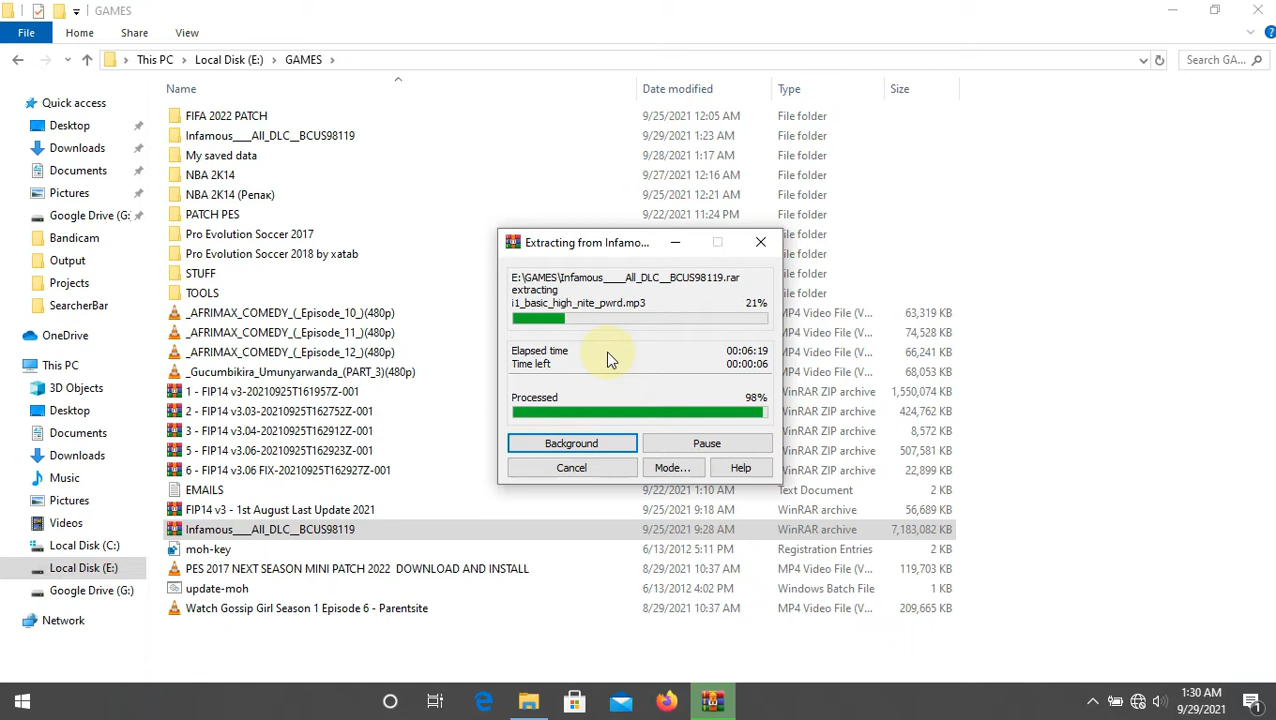 GAMES
File Home Share View
This PC Local Disk (E:) GAMES Search GA...
Name Date modified Type Size
Quick access
Desktop
Downloads
Documents
Pictures
Google Drive (G:
Bandicam
Output
Projects
SearcherBar
OneDrive
This PC
3D Objects
Desktop
Documents
Downloads
Music
Pictures
Videos
Local Disk (C:)
Local Disk (E:)
Google Drive (G:)
Network
FIFA 2022 PATCH 9/25/2021 12:05 AM File folder
Infamous____All_DLC__BCUS98119 9/29/2021 1:23 AM File folder
My saved data 9/28/2021 1:17 AM File folder
NBA 2K14 9/27/2021 12:16 AM File folder
NBA 2K14 (Репак) 9/25/2021 12:21 AM File folder
PATCH PES 9/22/2021 11:24 PM File folder
Pro Evolution Soccer 2017 File folder
Pro Evolution Soccer 2018 by xatab File folder
STUFF File folder
TOOLS File folder
_AFRIMAX_COMEDY_(_Episode_10_)(480p) MP4 Video File (V... 63,319 KB
_AFRIMAX_COMEDY_(_Episode_11_)(480p) MP4 Video File (V... 74,528 KB
_AFRIMAX_COMEDY_(_Episode_12_)(480p) MP4 Video File (V... 66,241 KB
_Gucumbikira_Umunyarwanda_(PART_3)(480p) MP4 Video File (V... 68,053 KB
1 - FIP14 v3-20210925T161957Z-001 WinRAR ZIP archive 1,550,074 KB
2 - FIP14 v3.03-20210925T162752Z-001 WinRAR ZIP archive 424,762 KB
3 - FIP14 v3.04-20210925T162912Z-001 WinRAR ZIP archive 8,572 KB
5 - FIP14 v3.06-20210925T162923Z-001 WinRAR ZIP archive 507,581 KB
6 - FIP14 v3.06 FIX-20210925T162927Z-001 WinRAR ZIP archive 22,899 KB
EMAILS 9/22/2021 1:10 AM Text Document 2 KB
FIP14 v3 - 1st August Last Update 2021 9/25/2021 9:18 AM WinRAR archive 56,689 KB
Infamous____All_DLC__BCUS98119 9/25/2021 9:28 AM WinRAR archive 7,183,082 KB
moh-key 6/13/2012 5:11 PM Registration Entries 2 KB
PES 2017 NEXT SEASON MINI PATCH 2022 DOWNLOAD AND INSTALL 8/29/2021 10:37 AM MP4 Video File (V... 119,703 KB
update-moh 6/13/2012 4:02 PM Windows Batch File 1 KB
Watch Gossip Girl Season 1 Episode 6 - Parentsite 8/29/2021 10:37 AM MP4 Video File (V... 209,665 KB
Extracting from Infamo...
E:\GAMES\Infamous____All_DLC__BCUS98119.rar
extracting
i1_basic_high_nite_pwrd.mp3 21%
Elapsed time 00:06:19
Time left 00:00:06
Processed 98%
Background Pause
Cancel Mode... Help
1:30 AM
9/29/2021
1